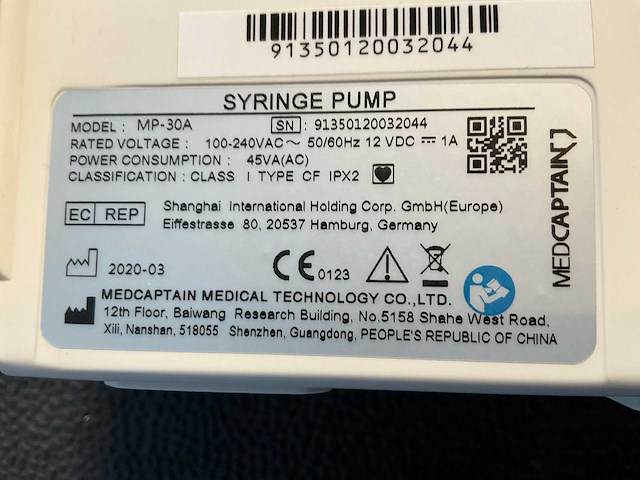 91350120032044
SYRINGE PUMP
MODEL : MP-30A SN : 91350120032044
RATED VOLTAGE : 100-240VAC~ 50/60Hz 12 VDC ⎓ 1A
POWER CONSUMPTION : 45VA(AC)
CLASSIFICATION : CLASS I TYPE CF IPX2
MEDCAPTAIN
EC REP Shanghai International Holding Corp. GmbH(Europe)
Eiffestrasse 80, 20537 Hamburg, Germany
2020-03 CE 0123
MEDCAPTAIN MEDICAL TECHNOLOGY CO.,LTD.
12th Floor, Baiwang Research Building, No.5158 Shahe West Road,
Xili, Nanshan, 518055 Shenzhen, Guangdong, PEOPLE'S REPUBLIC OF CHINA